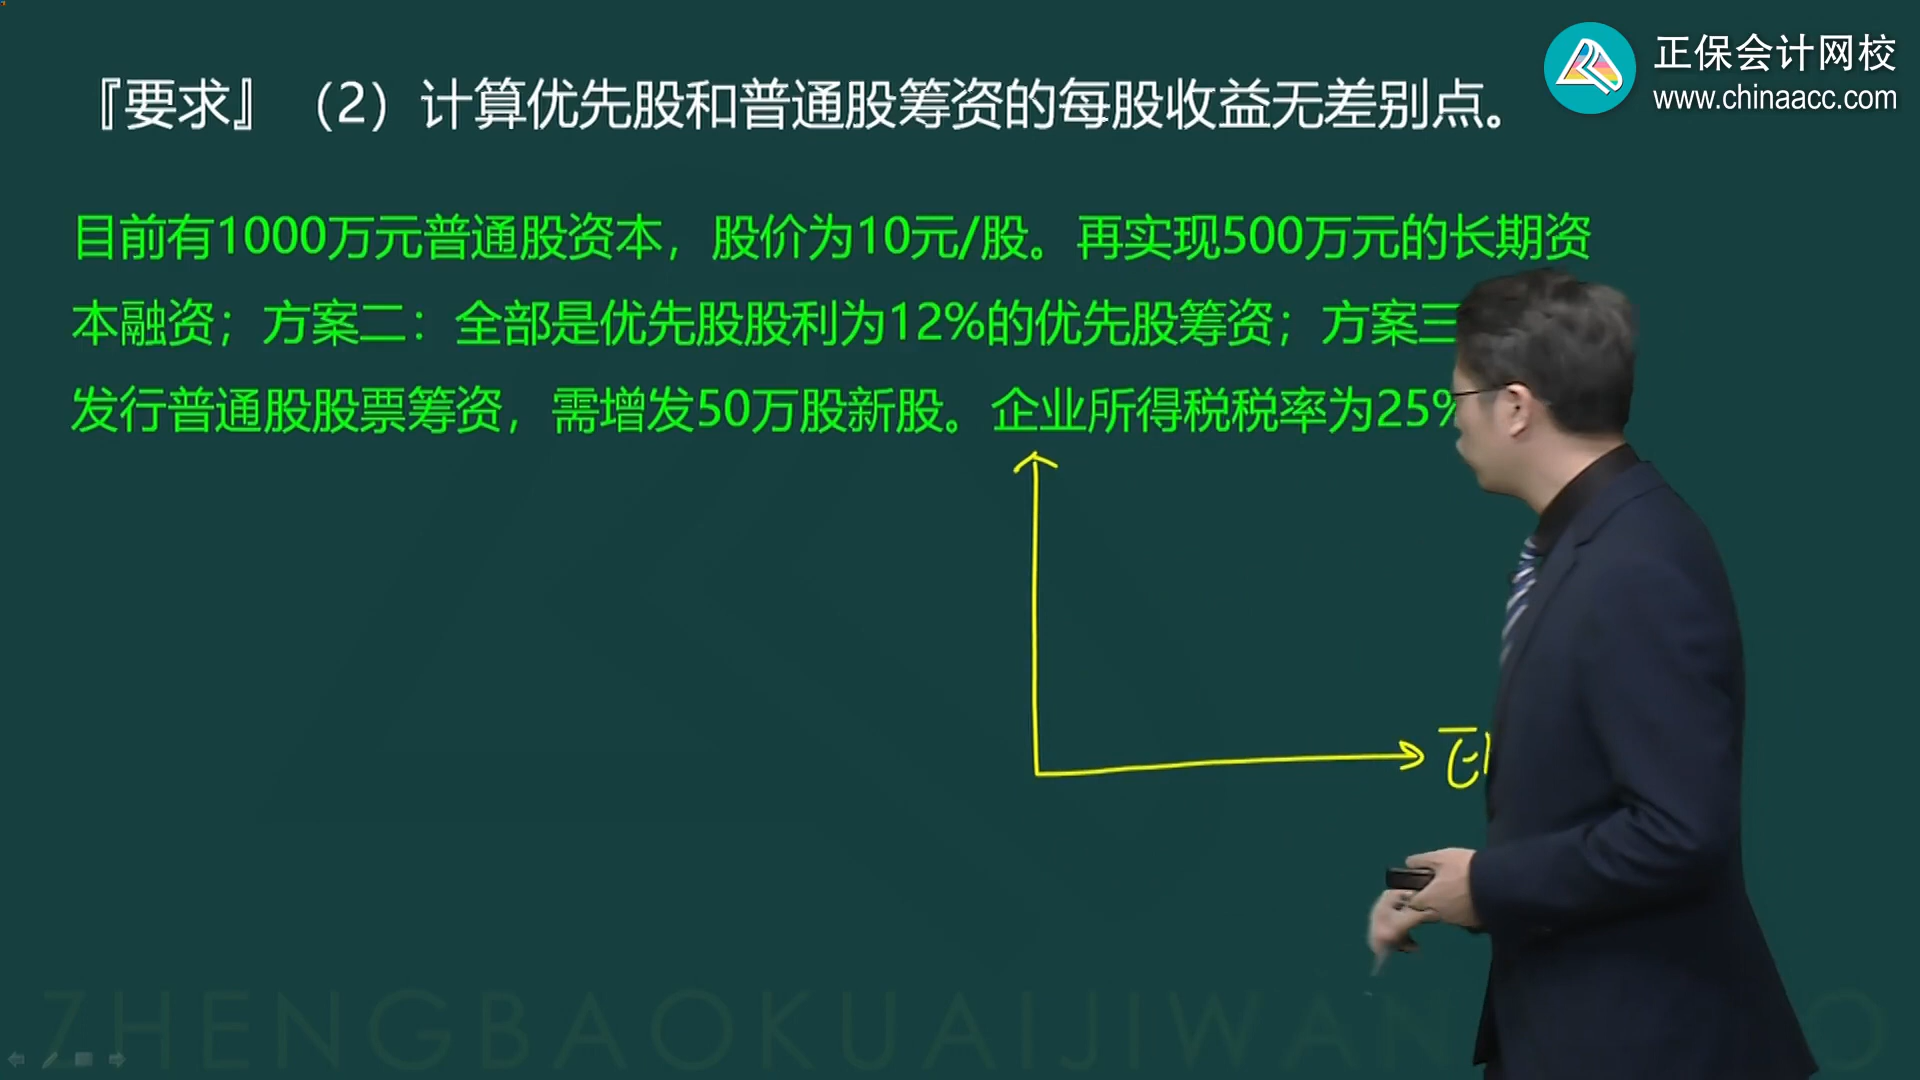 正保会计网校
www.chinaacc.com
『要求』（2）计算优先股和普通股筹资的每股收益无差别点。
目前有1000万元普通股资本，股价为10元/股。再实现500万元的长期资
本融资；方案二：全部是优先股股利为12%的优先股筹资；方案三
发行普通股股票筹资，需增发50万股新股。企业所得税税率为25%
ZHENGBAOKUAIJIWAN